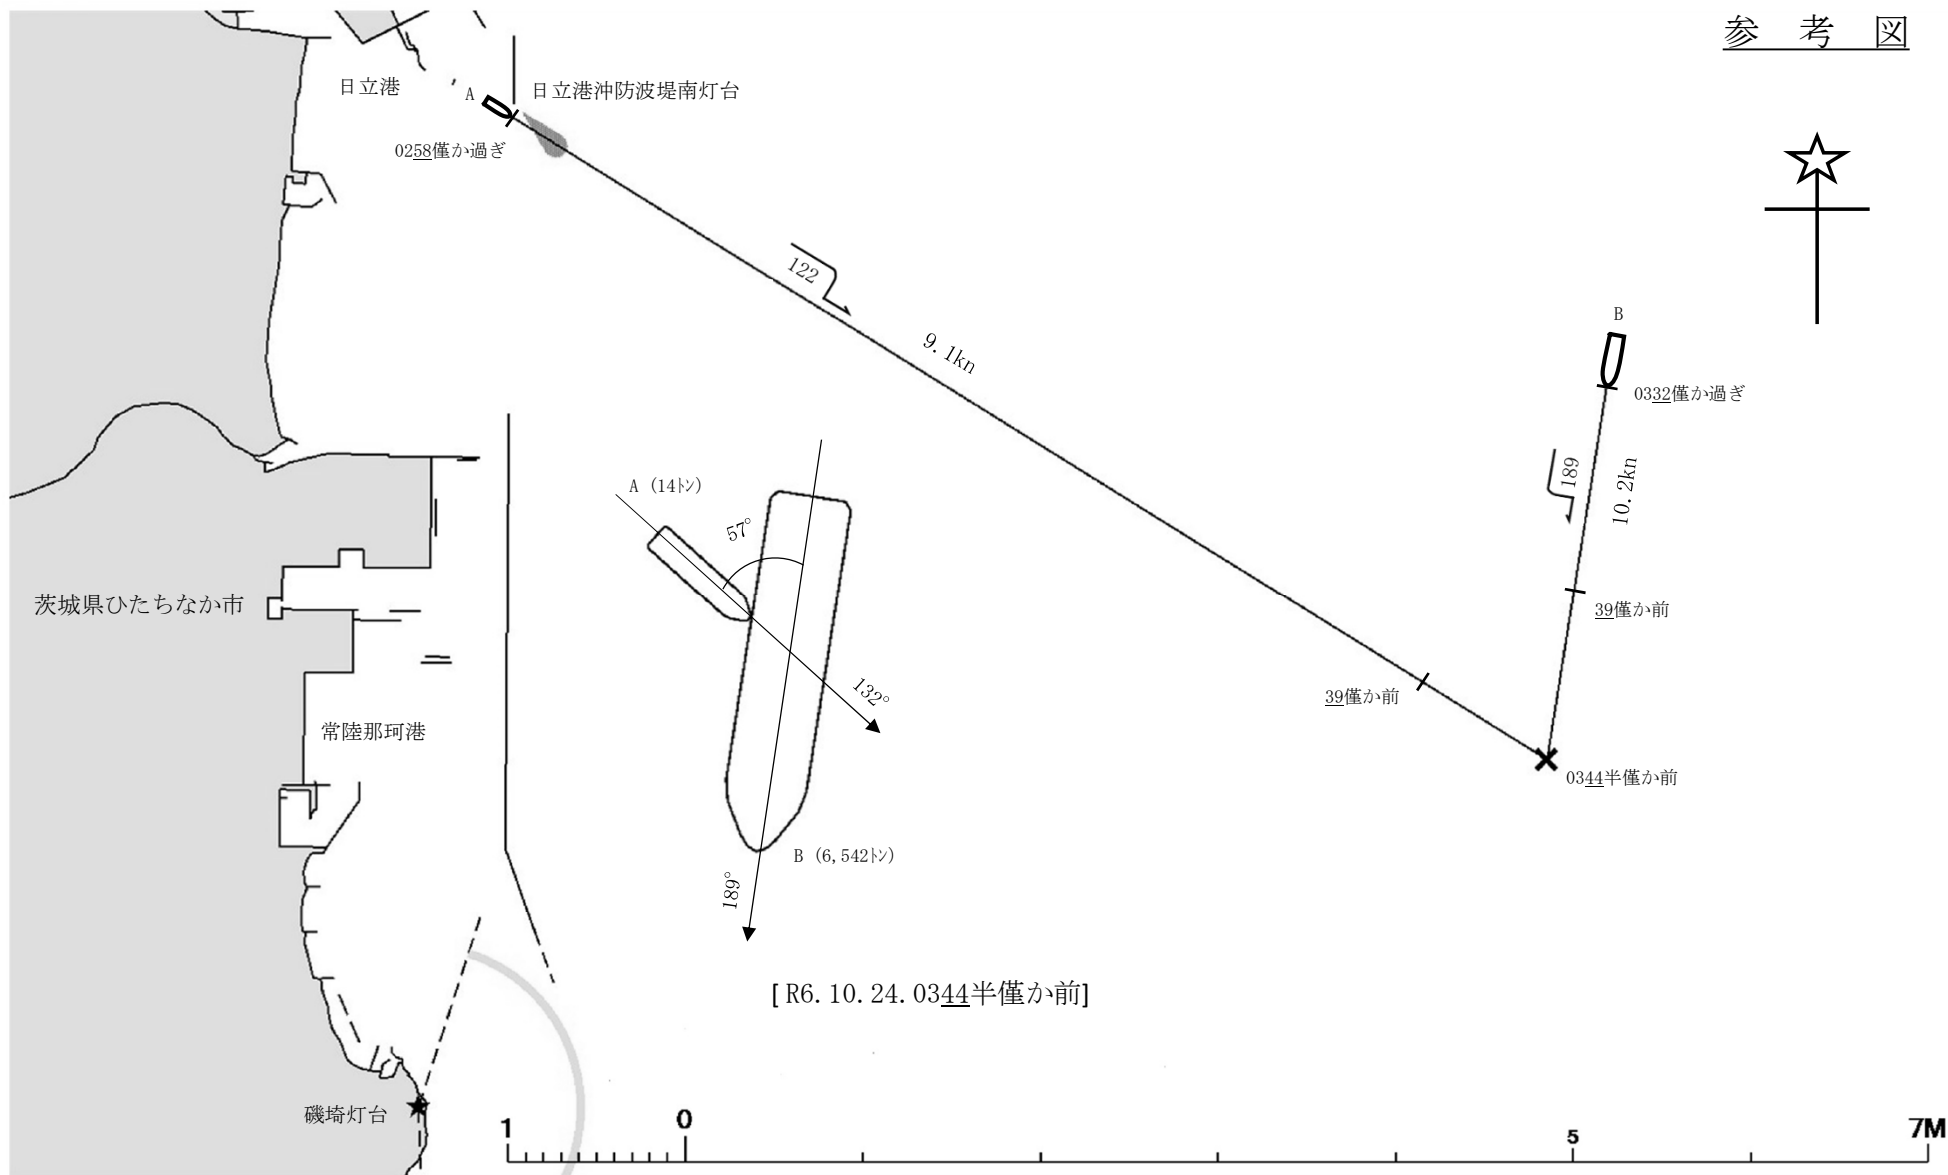 参 考 図
日立港
A
日立港沖防波堤南灯台
0258僅か過ぎ
122
9.1kn
B
0332僅か過ぎ
189
10.2kn
A (14㌧)
57°
茨城県ひたちなか市
39僅か前
132°
39僅か前
常陸那珂港
0344半僅か前
B (6,542㌧)
189°
[R6.10.24.0344半僅か前]
磯埼灯台
1 0 5 7M